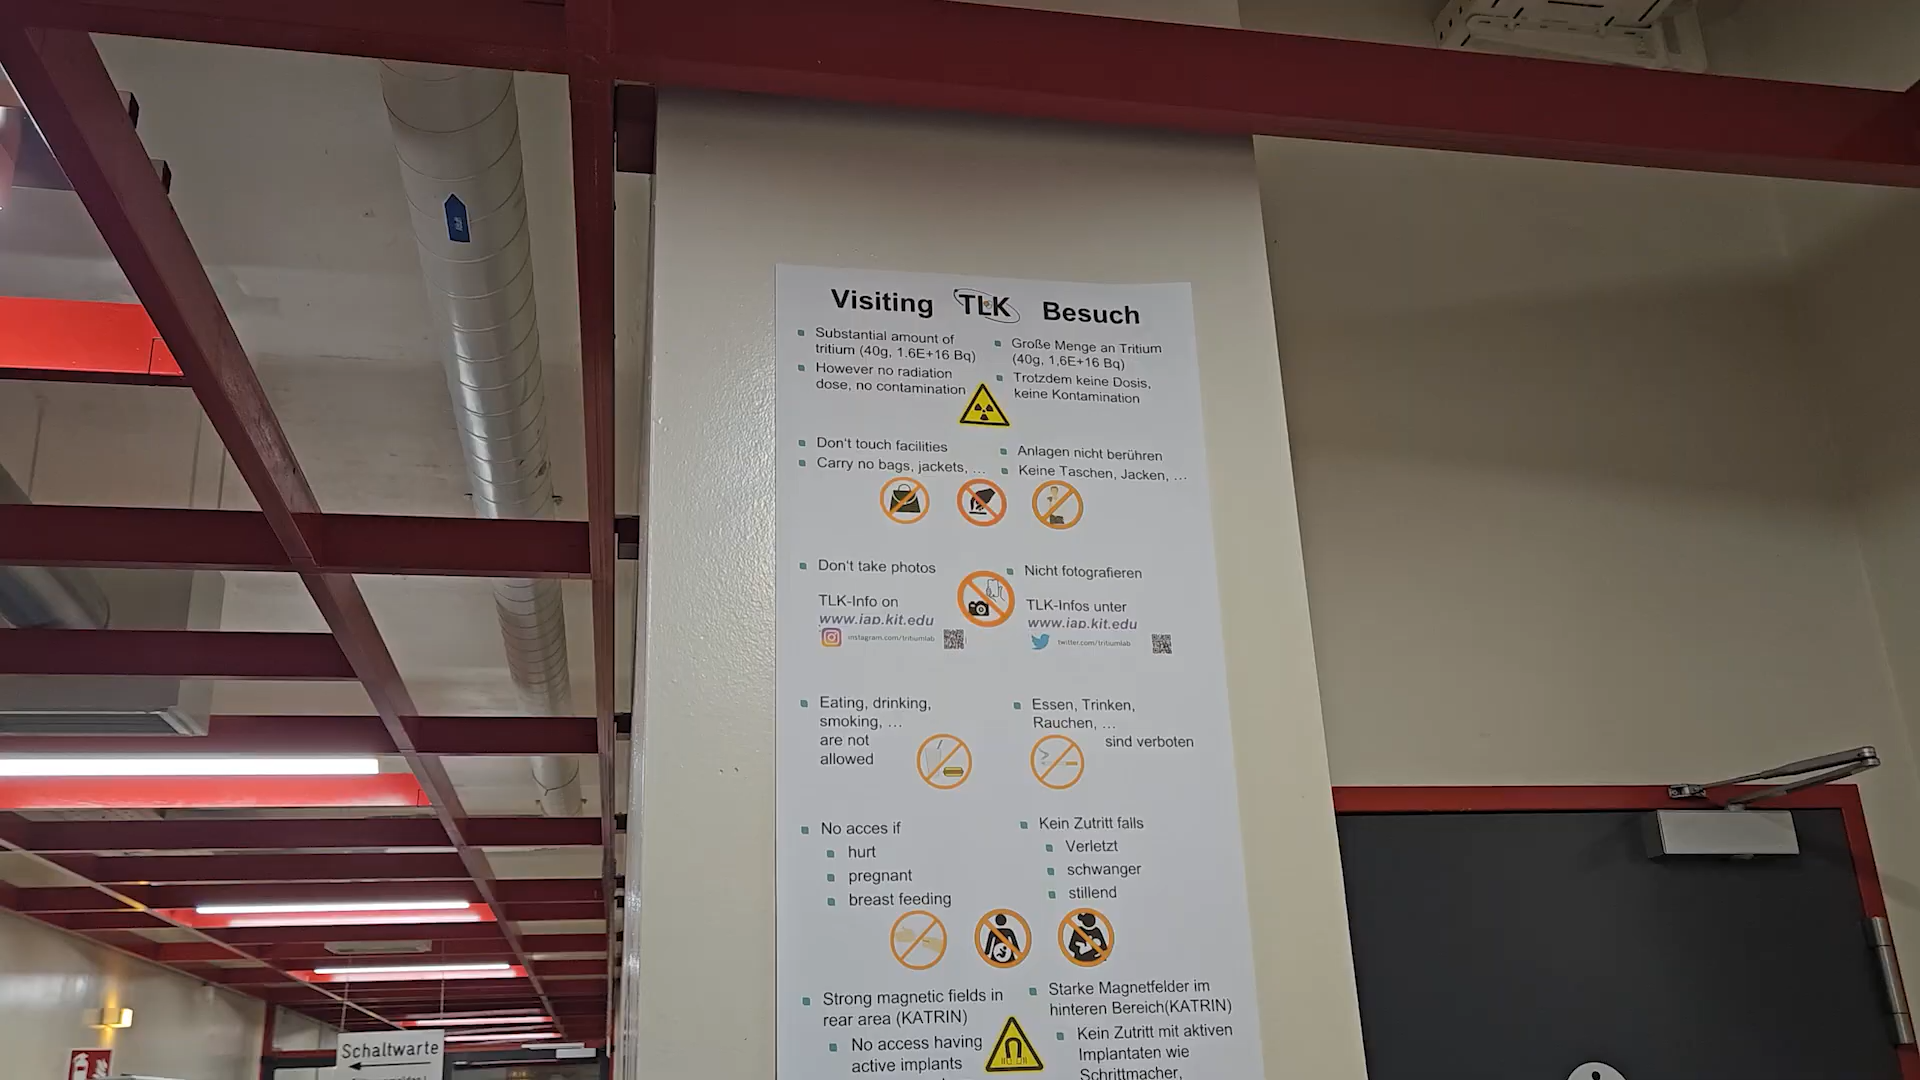 Visiting TLK Besuch
Substantial amount of
tritium (40g, 1.6E+16 Bq)
However no radiation
dose, no contamination
Große Menge an Tritium
(40g, 1,6E+16 Bq)
Trotzdem keine Dosis,
keine Kontamination
Don't touch facilities
Carry no bags, jackets, ...
Anlagen nicht berühren
Keine Taschen, Jacken, ...
Don't take photos
TLK-Info on
www.iap.kit.edu
instagram.com/tritiumlab
Nicht fotografieren
TLK-Infos unter
www.iap.kit.edu
twitter.com/tritiumlab
Eating, drinking,
smoking, ...
are not
allowed
Essen, Trinken,
Rauchen, ...
sind verboten
No acces if
hurt
pregnant
breast feeding
Kein Zutritt falls
Verletzt
schwanger
stillend
Strong magnetic fields in
rear area (KATRIN)
No access having
active implants
Starke Magnetfelder im
hinteren Bereich(KATRIN)
Kein Zutritt mit aktiven
Implantaten wie
Schrittmacher,
Schaltwarte